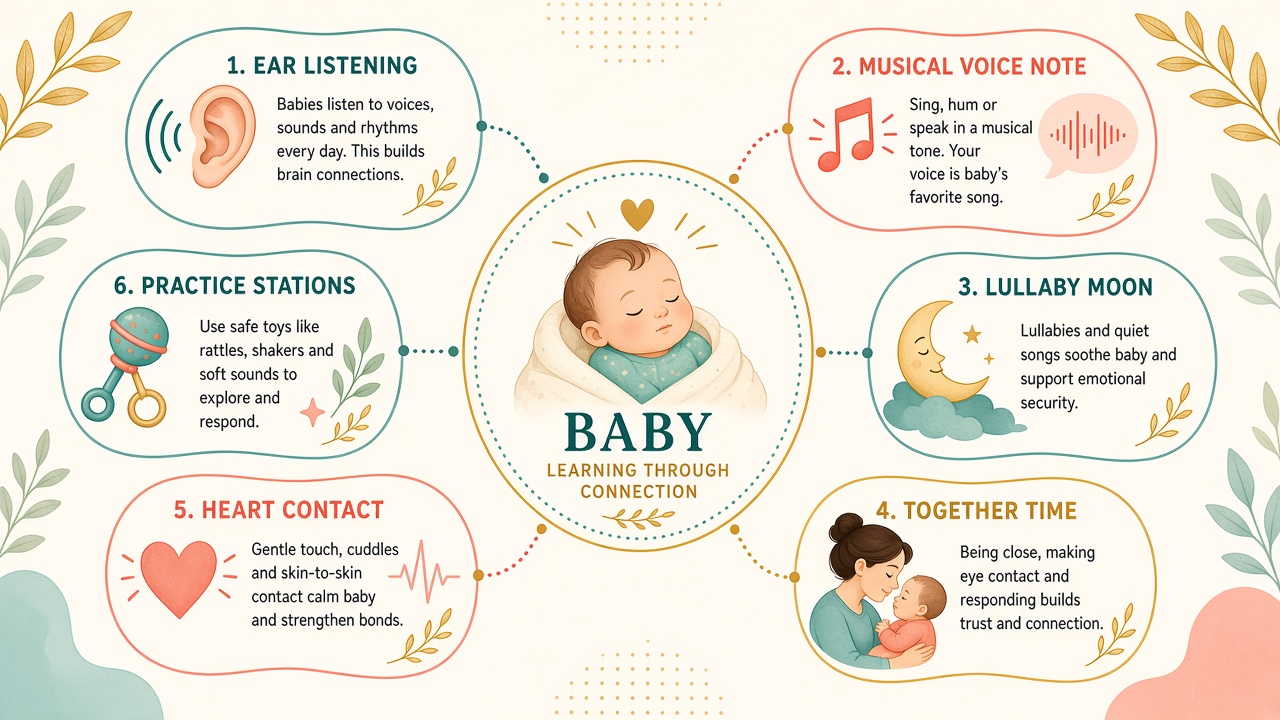 1. EAR LISTENING
Babies listen to voices,
sounds and rhythms
every day. This builds
brain connections.
2. MUSICAL VOICE NOTE
Sing, hum or
speak in a musical
tone. Your
voice is baby's
favorite song.
3. LULLABY MOON
Lullabies and quiet
songs soothe baby and
support emotional
security.
4. TOGETHER TIME
Being close, making
eye contact and
responding builds
trust and connection.
5. HEART CONTACT
Gentle touch, cuddles
and skin-to-skin
contact calm baby
and strengthen bonds.
6. PRACTICE STATIONS
Use safe toys like
rattles, shakers and
soft sounds to
explore and
respond.
BABY
LEARNING THROUGH
CONNECTION